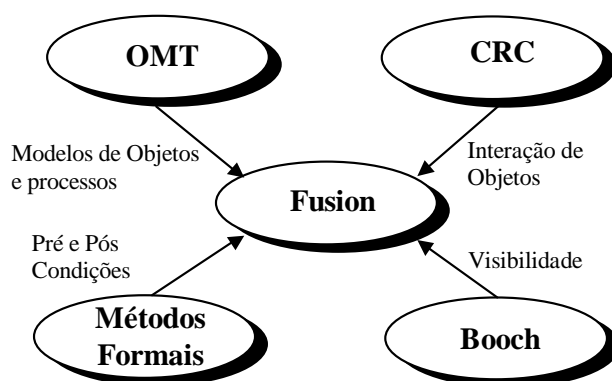 OMT
CRC
Modelos de Objetos
e processos
Interação de
Objetos
Fusion
Pré e Pós
Condições
Visibilidade
Métodos
Formais
Booch